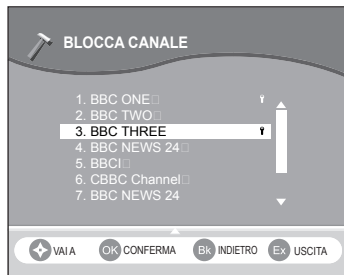 BLOCCA CANALE
1. BBC ONE
2. BBC TWO
3. BBC THREE
4. BBC NEWS 24
5. BBCI
6. CBBC Channel
7. BBC NEWS 24
VAI A OK CONFERMA Bk INDIETRO Ex USCITA